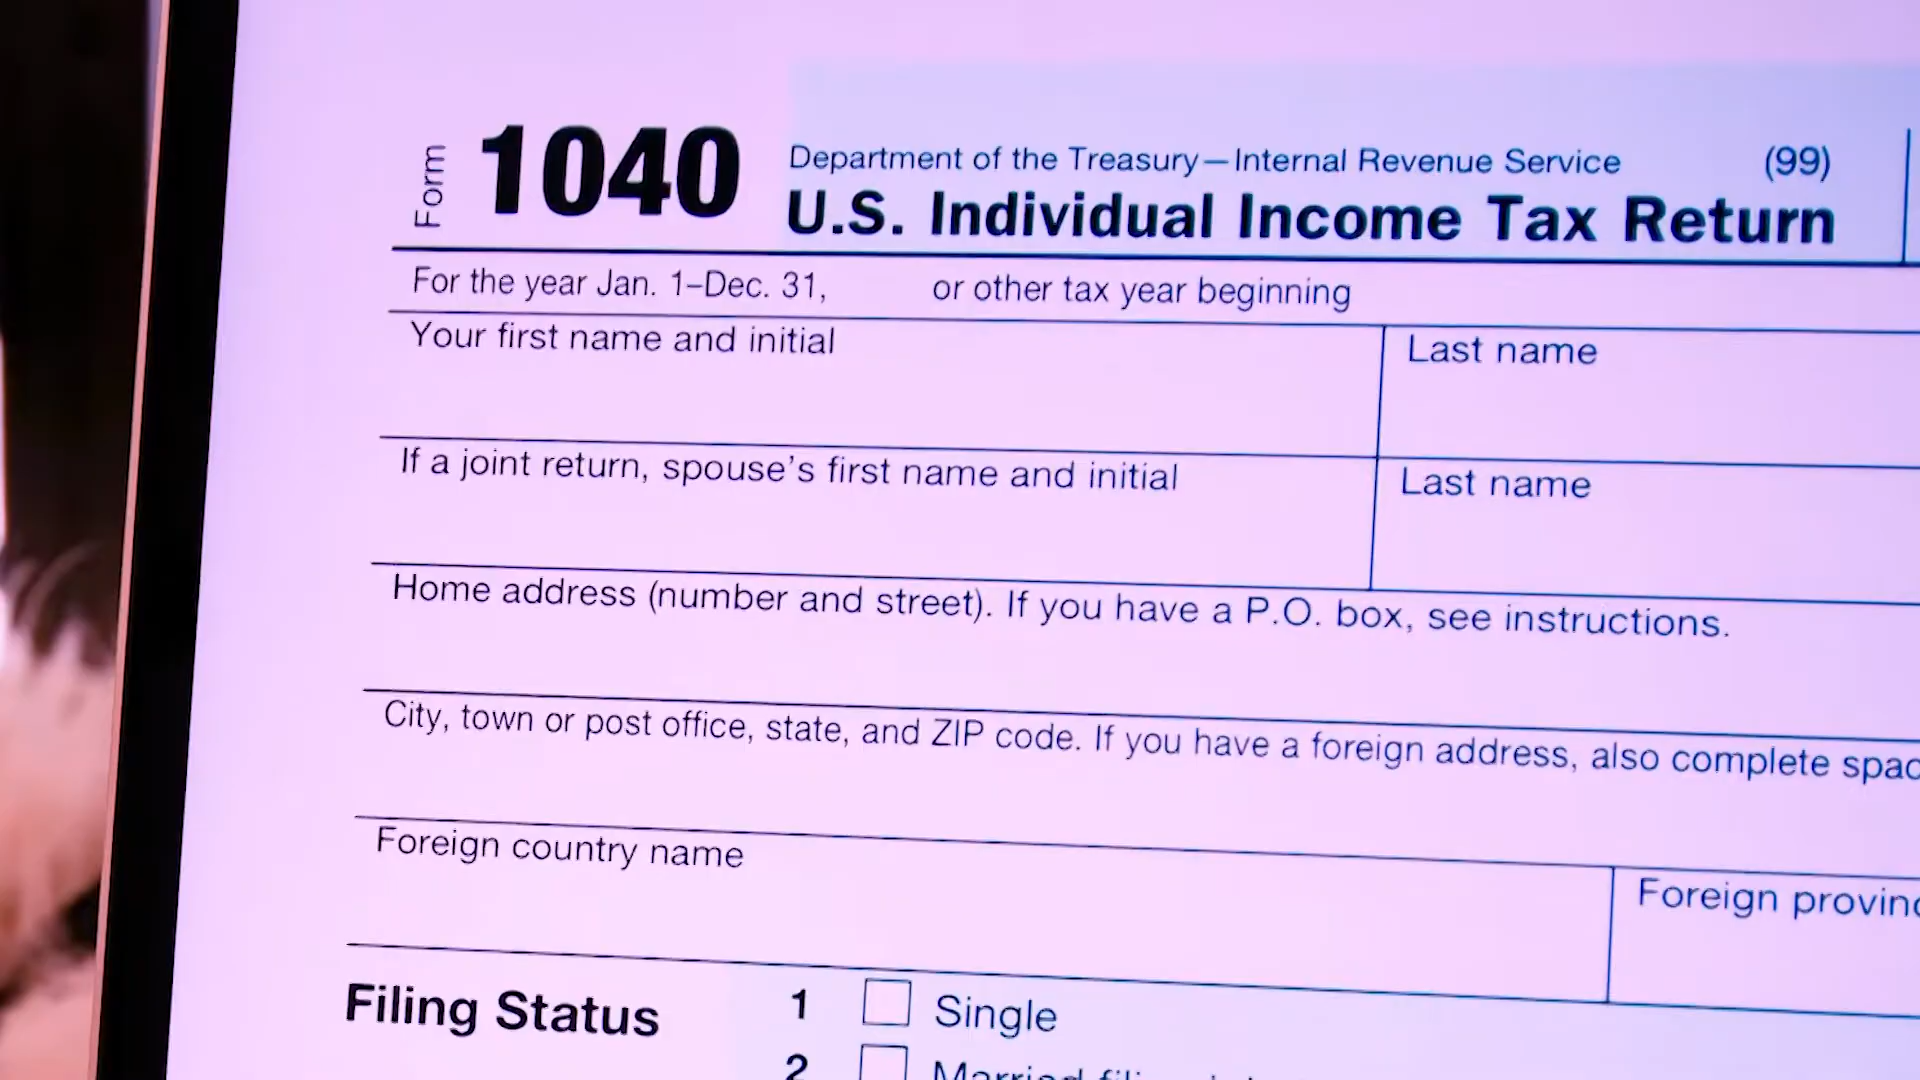 Form 1040
Department of the Treasury—Internal Revenue Service (99)
U.S. Individual Income Tax Return
For the year Jan. 1–Dec. 31, or other tax year beginning
Your first name and initial
Last name
If a joint return, spouse's first name and initial
Last name
Home address (number and street). If you have a P.O. box, see instructions.
City, town or post office, state, and ZIP code. If you have a foreign address, also complete
Foreign country name
Foreign
Filing Status
1 Single
2 Married